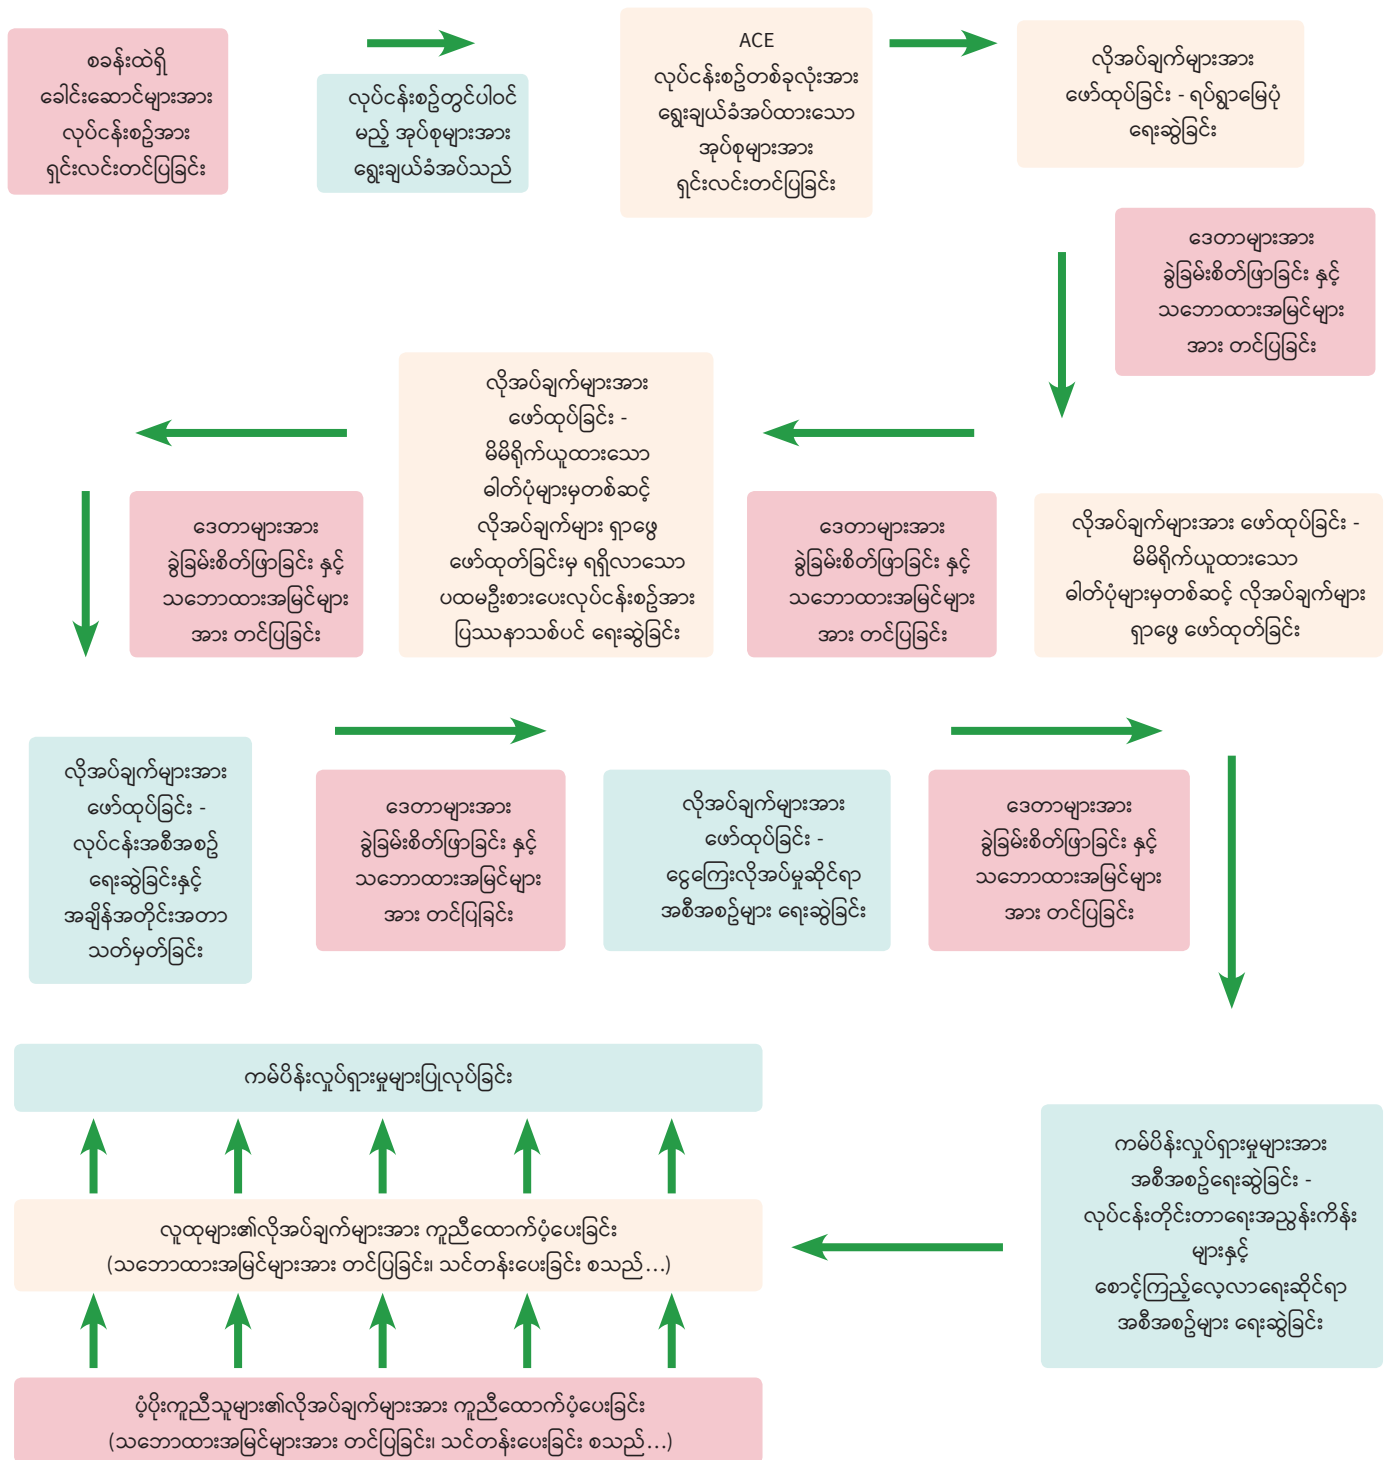 စခန်းထဲရှိ
ခေါင်းဆောင်များအား
လုပ်ငန်းစဥ်အား
ရှင်းလင်းတင်ပြခြင်း
လုပ်ငန်းစဥ်တွင်ပါဝင်
မည့် အုပ်စုများအား
ရွေးချယ်ခံအပ်သည်
ACE
လုပ်ငန်းစဥ်တစ်ခုလုံးအား
ရွေးချယ်ခံအပ်ထားသော
အုပ်စုများအား
ရှင်းလင်းတင်ပြခြင်း
လိုအပ်ချက်များအား
ဖော်ထုပ်ခြင်း - ရပ်ရွာမြေပုံ
ရေးဆွဲခြင်း
ဒေတာများအား
ခွဲခြမ်းစိတ်ဖြာခြင်း နှင့်
သဘောထားအမြင်များ
အား တင်ပြခြင်း
လိုအပ်ချက်များအား ဖော်ထုပ်ခြင်း -
မိမိရိုက်ယူထားသော
ဓါတ်ပုံများမှတစ်ဆင့် လိုအပ်ချက်များ
ရှာဖွေ ဖော်ထုတ်ခြင်း
ဒေတာများအား
ခွဲခြမ်းစိတ်ဖြာခြင်း နှင့်
သဘောထားအမြင်များ
အား တင်ပြခြင်း
လိုအပ်ချက်များအား
ဖော်ထုပ်ခြင်း -
မိမိရိုက်ယူထားသော
ဓါတ်ပုံများမှတစ်ဆင့်
လိုအပ်ချက်များ ရှာဖွေ
ဖော်ထုတ်ခြင်းမှ ရရှိလာသော
ပထမဦးစားပေးလုပ်ငန်းစဥ်အား
ပြဿနာသစ်ပင် ရေးဆွဲခြင်း
ဒေတာများအား
ခွဲခြမ်းစိတ်ဖြာခြင်း နှင့်
သဘောထားအမြင်များ
အား တင်ပြခြင်း
လိုအပ်ချက်များအား
ဖော်ထုပ်ခြင်း -
လုပ်ငန်းအစီအစဥ်
ရေးဆွဲခြင်းနှင့်
အချိန်အတိုင်းအတာ
သတ်မှတ်ခြင်း
ဒေတာများအား
ခွဲခြမ်းစိတ်ဖြာခြင်း နှင့်
သဘောထားအမြင်များ
အား တင်ပြခြင်း
လိုအပ်ချက်များအား
ဖော်ထုပ်ခြင်း -
ငွေကြေးလိုအပ်မှုဆိုင်ရာ
အစီအစဥ်များ ရေးဆွဲခြင်း
ဒေတာများအား
ခွဲခြမ်းစိတ်ဖြာခြင်း နှင့်
သဘောထားအမြင်များ
အား တင်ပြခြင်း
ကမ်ပိန်းလှုပ်ရှားမှုများအား
အစီအစဥ်ရေးဆွဲခြင်း -
လုပ်ငန်းတိုင်းတာရေးအညွှန်းကိန်း
များနှင့်
စောင့်ကြည့်လေ့လာရေးဆိုင်ရာ
အစီအစဥ်များ ရေးဆွဲခြင်း
ကမ်ပိန်းလှုပ်ရှားမှုများပြုလုပ်ခြင်း
လူထုများ၏လိုအပ်ချက်များအား ကူညီထောက်ပံ့ပေးခြင်း
(သဘောထားအမြင်များအား တင်ပြခြင်း၊ သင်တန်းပေးခြင်း စသည်...)
ပံ့ပိုးကူညီသူများ၏လိုအပ်ချက်များအား ကူညီထောက်ပံ့ပေးခြင်း
(သဘောထားအမြင်များအား တင်ပြခြင်း၊ သင်တန်းပေးခြင်း စသည်...)